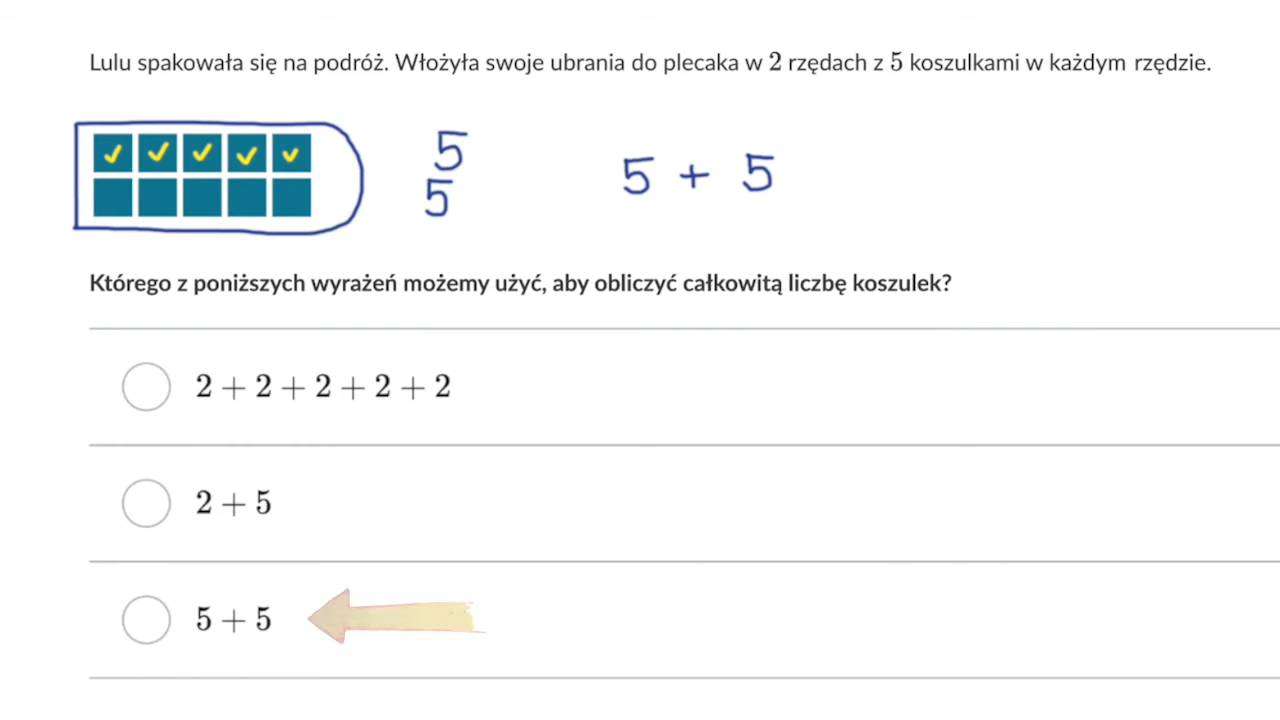 Lulu spakowała się na podróż. Włożyła swoje ubrania do plecaka w 2 rzędach z 5 koszulkami w każdym rzędzie.
5
5
5 + 5
Którego z poniższych wyrażeń możemy użyć, aby obliczyć całkowitą liczbę koszulek?
2 + 2 + 2 + 2 + 2
2 + 5
5 + 5